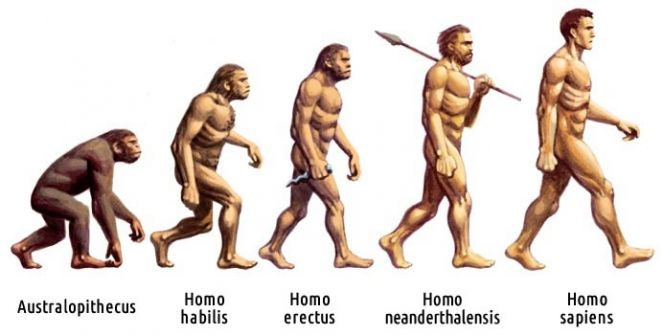 Australopithecus
Homo
habilis
Homo
erectus
Homo
neanderthalensis
Homo
sapiens